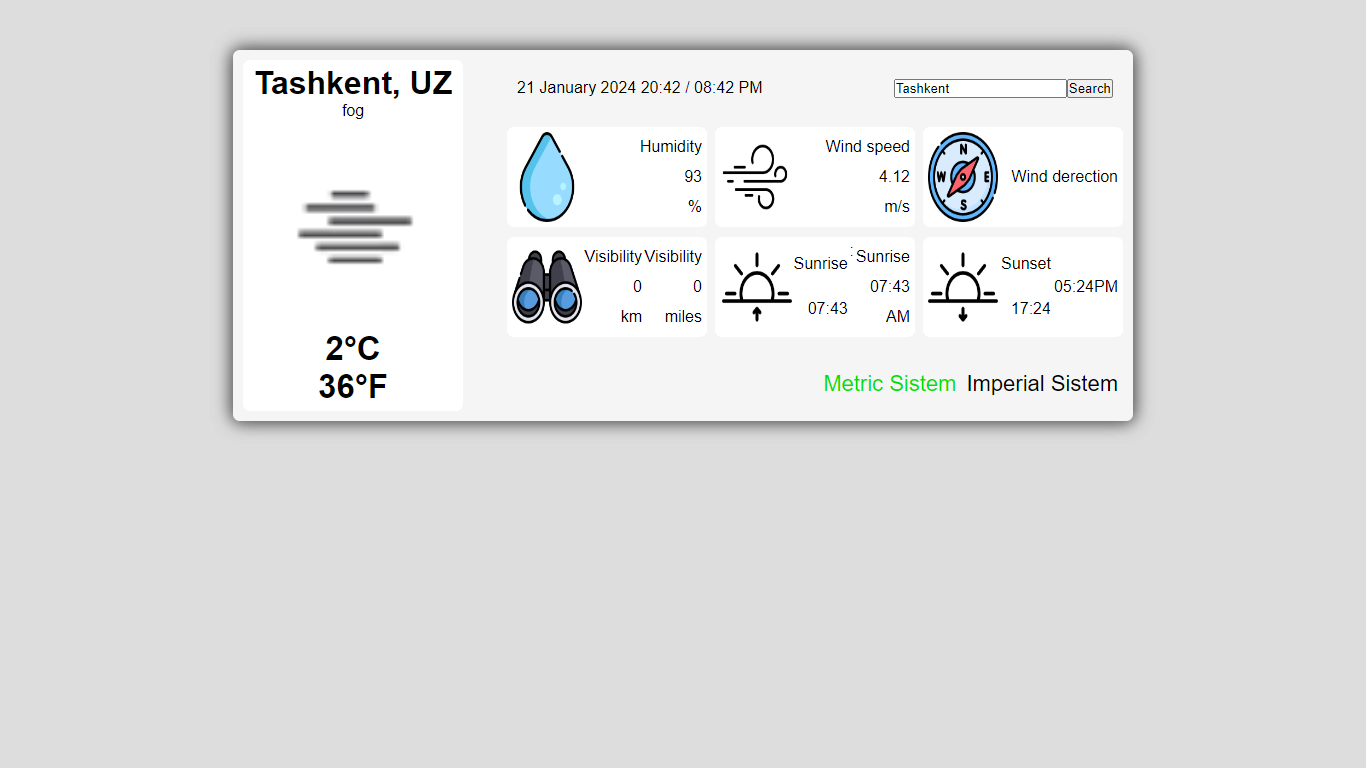 Tashkent, UZ
fog
2°C
36°F
21 January 2024 20:42 / 08:42 PM
Tashkent Search
Humidity
93
%
Wind speed
4.12
m/s
N
W E
S
Wind derection
Visibility Visibility
0 0
km miles
Sunrise : Sunrise
07:43
07:43 AM
Sunset
05:24PM
17:24
Metric Sistem Imperial Sistem